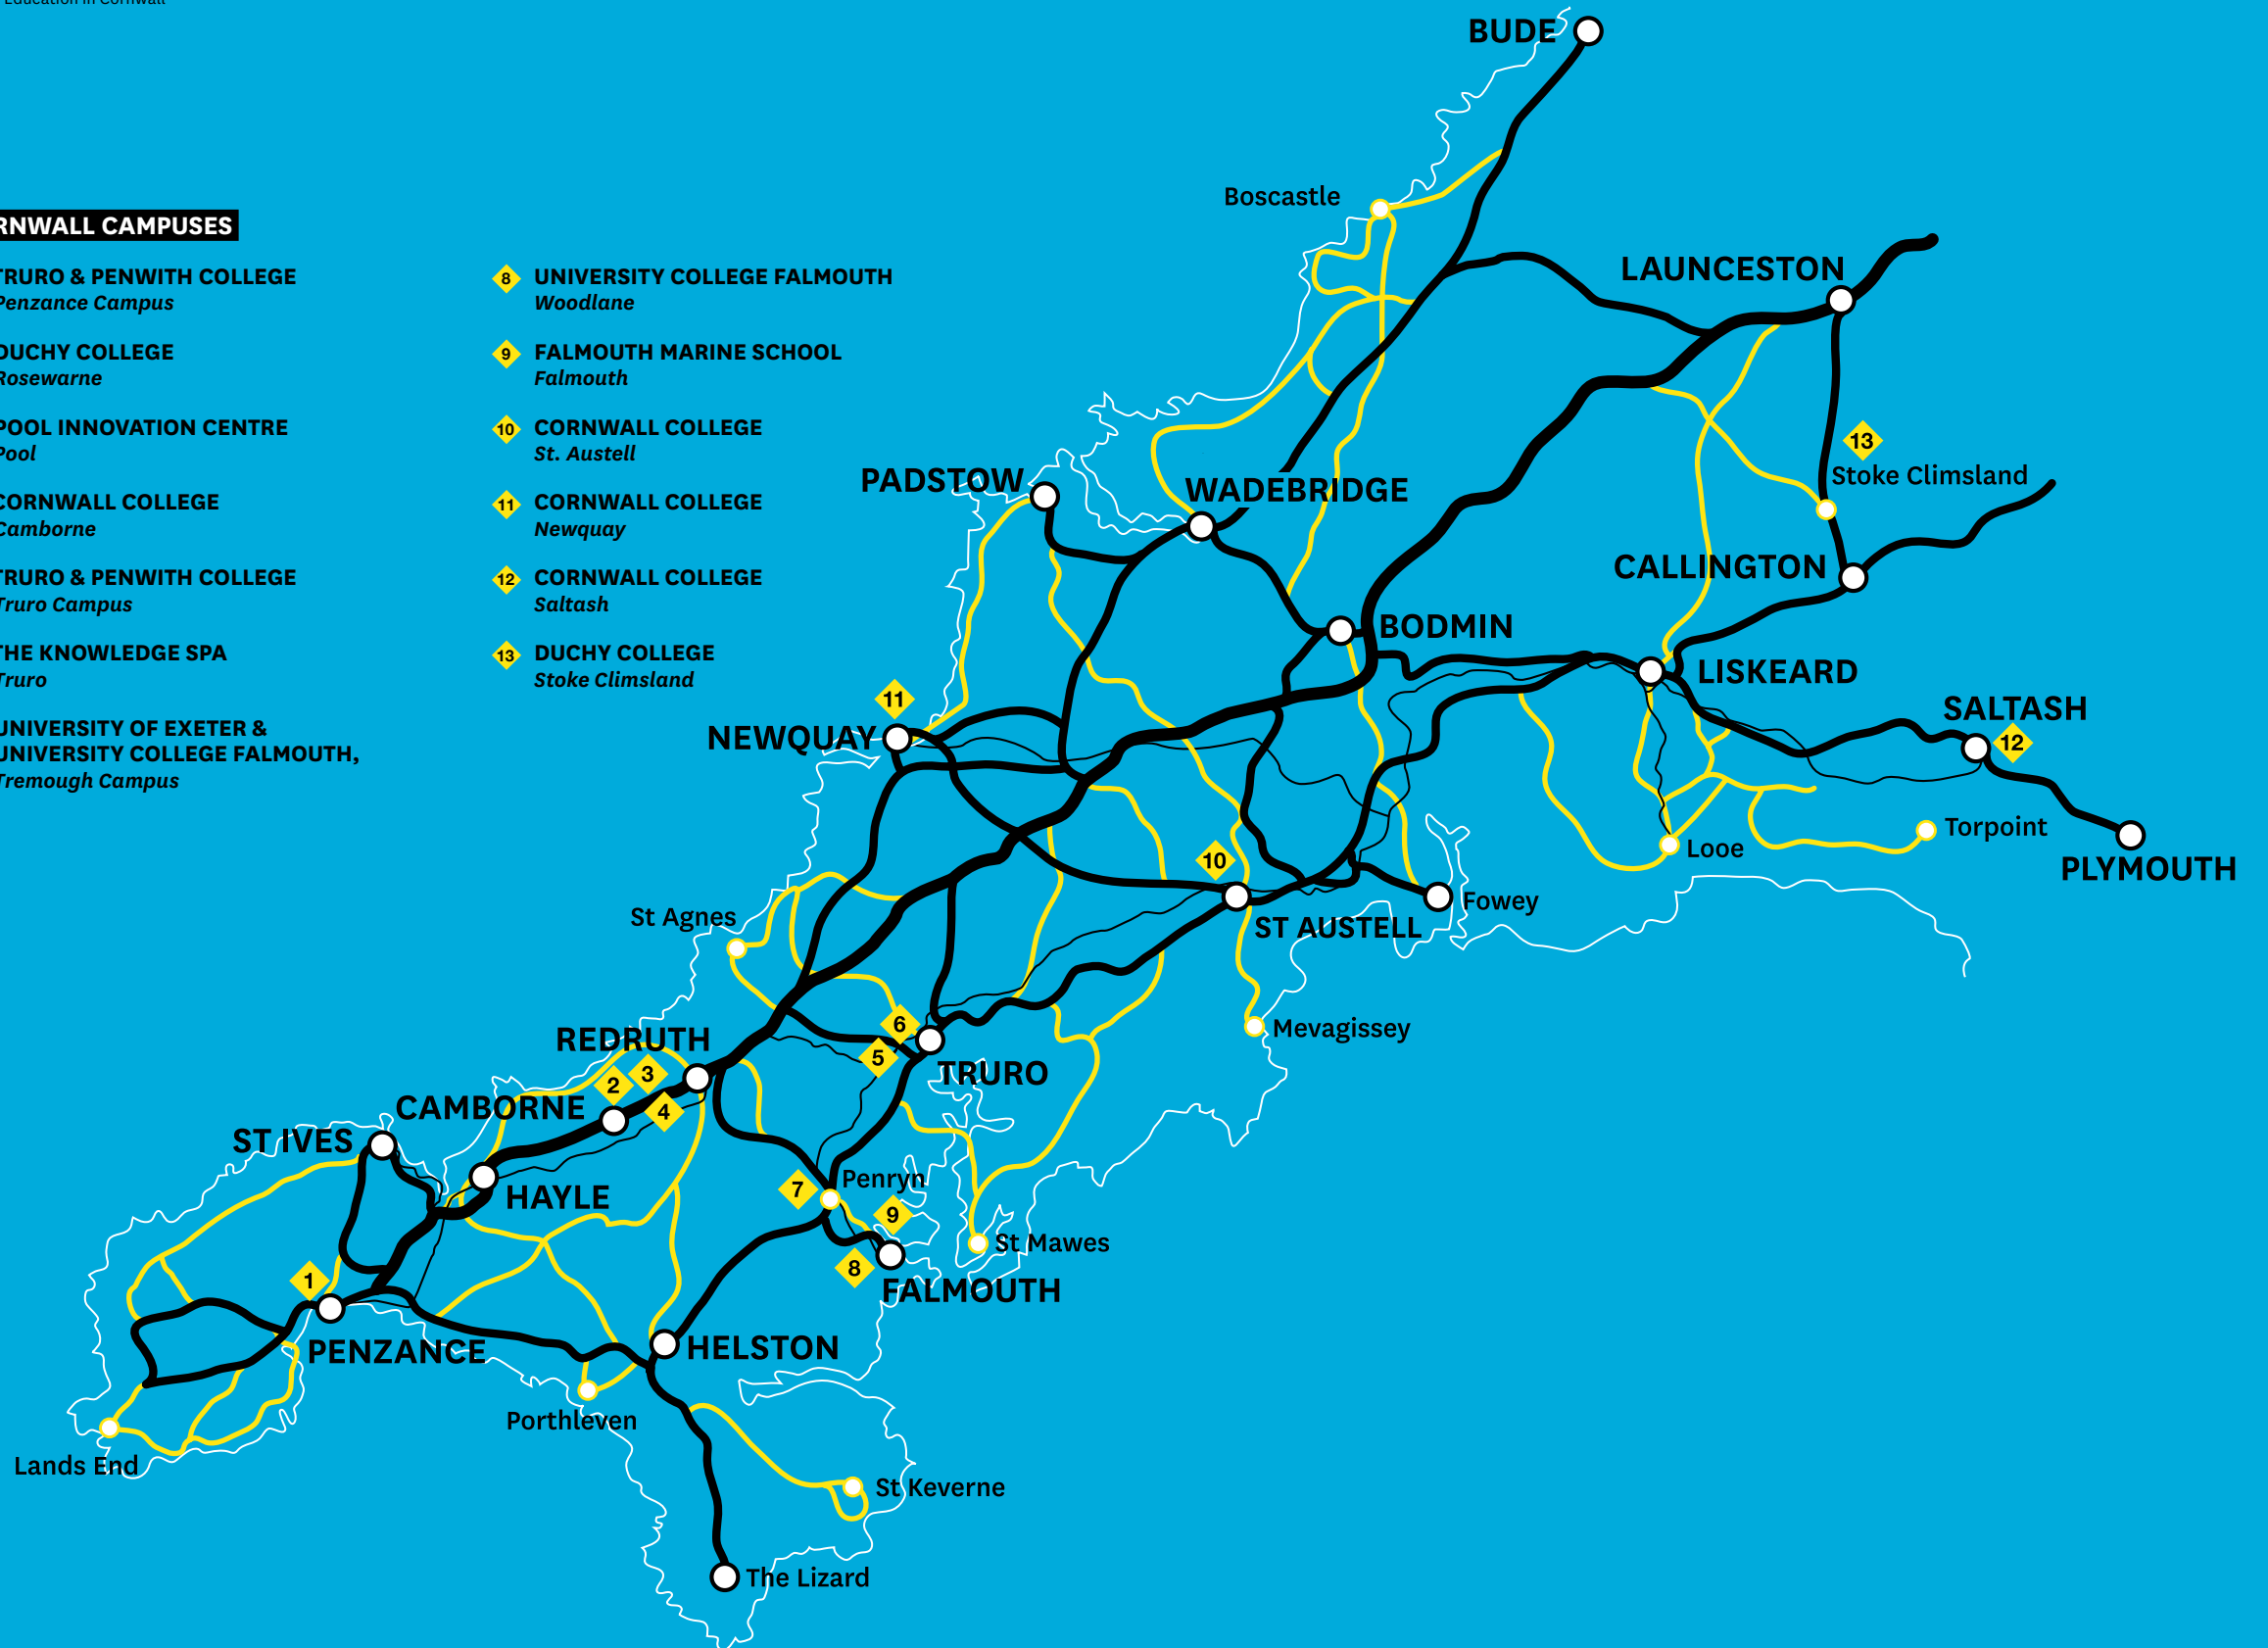 Education in Cornwall
RNWALL CAMPUSES
TRURO & PENWITH COLLEGE
Penzance Campus
DUCHY COLLEGE
Rosewarne
POOL INNOVATION CENTRE
Pool
CORNWALL COLLEGE
Camborne
TRURO & PENWITH COLLEGE
Truro Campus
THE KNOWLEDGE SPA
Truro
UNIVERSITY OF EXETER &
UNIVERSITY COLLEGE FALMOUTH,
Tremough Campus
8 UNIVERSITY COLLEGE FALMOUTH
Woodlane
9 FALMOUTH MARINE SCHOOL
Falmouth
10 CORNWALL COLLEGE
St. Austell
11 CORNWALL COLLEGE
Newquay
12 CORNWALL COLLEGE
Saltash
13 DUCHY COLLEGE
Stoke Climsland
BUDE
Boscastle
LAUNCESTON
13
Stoke Climsland
PADSTOW
WADEBRIDGE
CALLINGTON
BODMIN
LISKEARD
11
NEWQUAY
SALTASH
12
Torpoint
Looe
PLYMOUTH
10
Fowey
St Agnes
ST AUSTELL
6
Mevagissey
REDRUTH
5
3
2
TRURO
CAMBORNE
4
ST IVES
Penryn
7
HAYLE
9
St Mawes
8
1
FALMOUTH
HELSTON
PENZANCE
Porthleven
Lands End
St Keverne
The Lizard